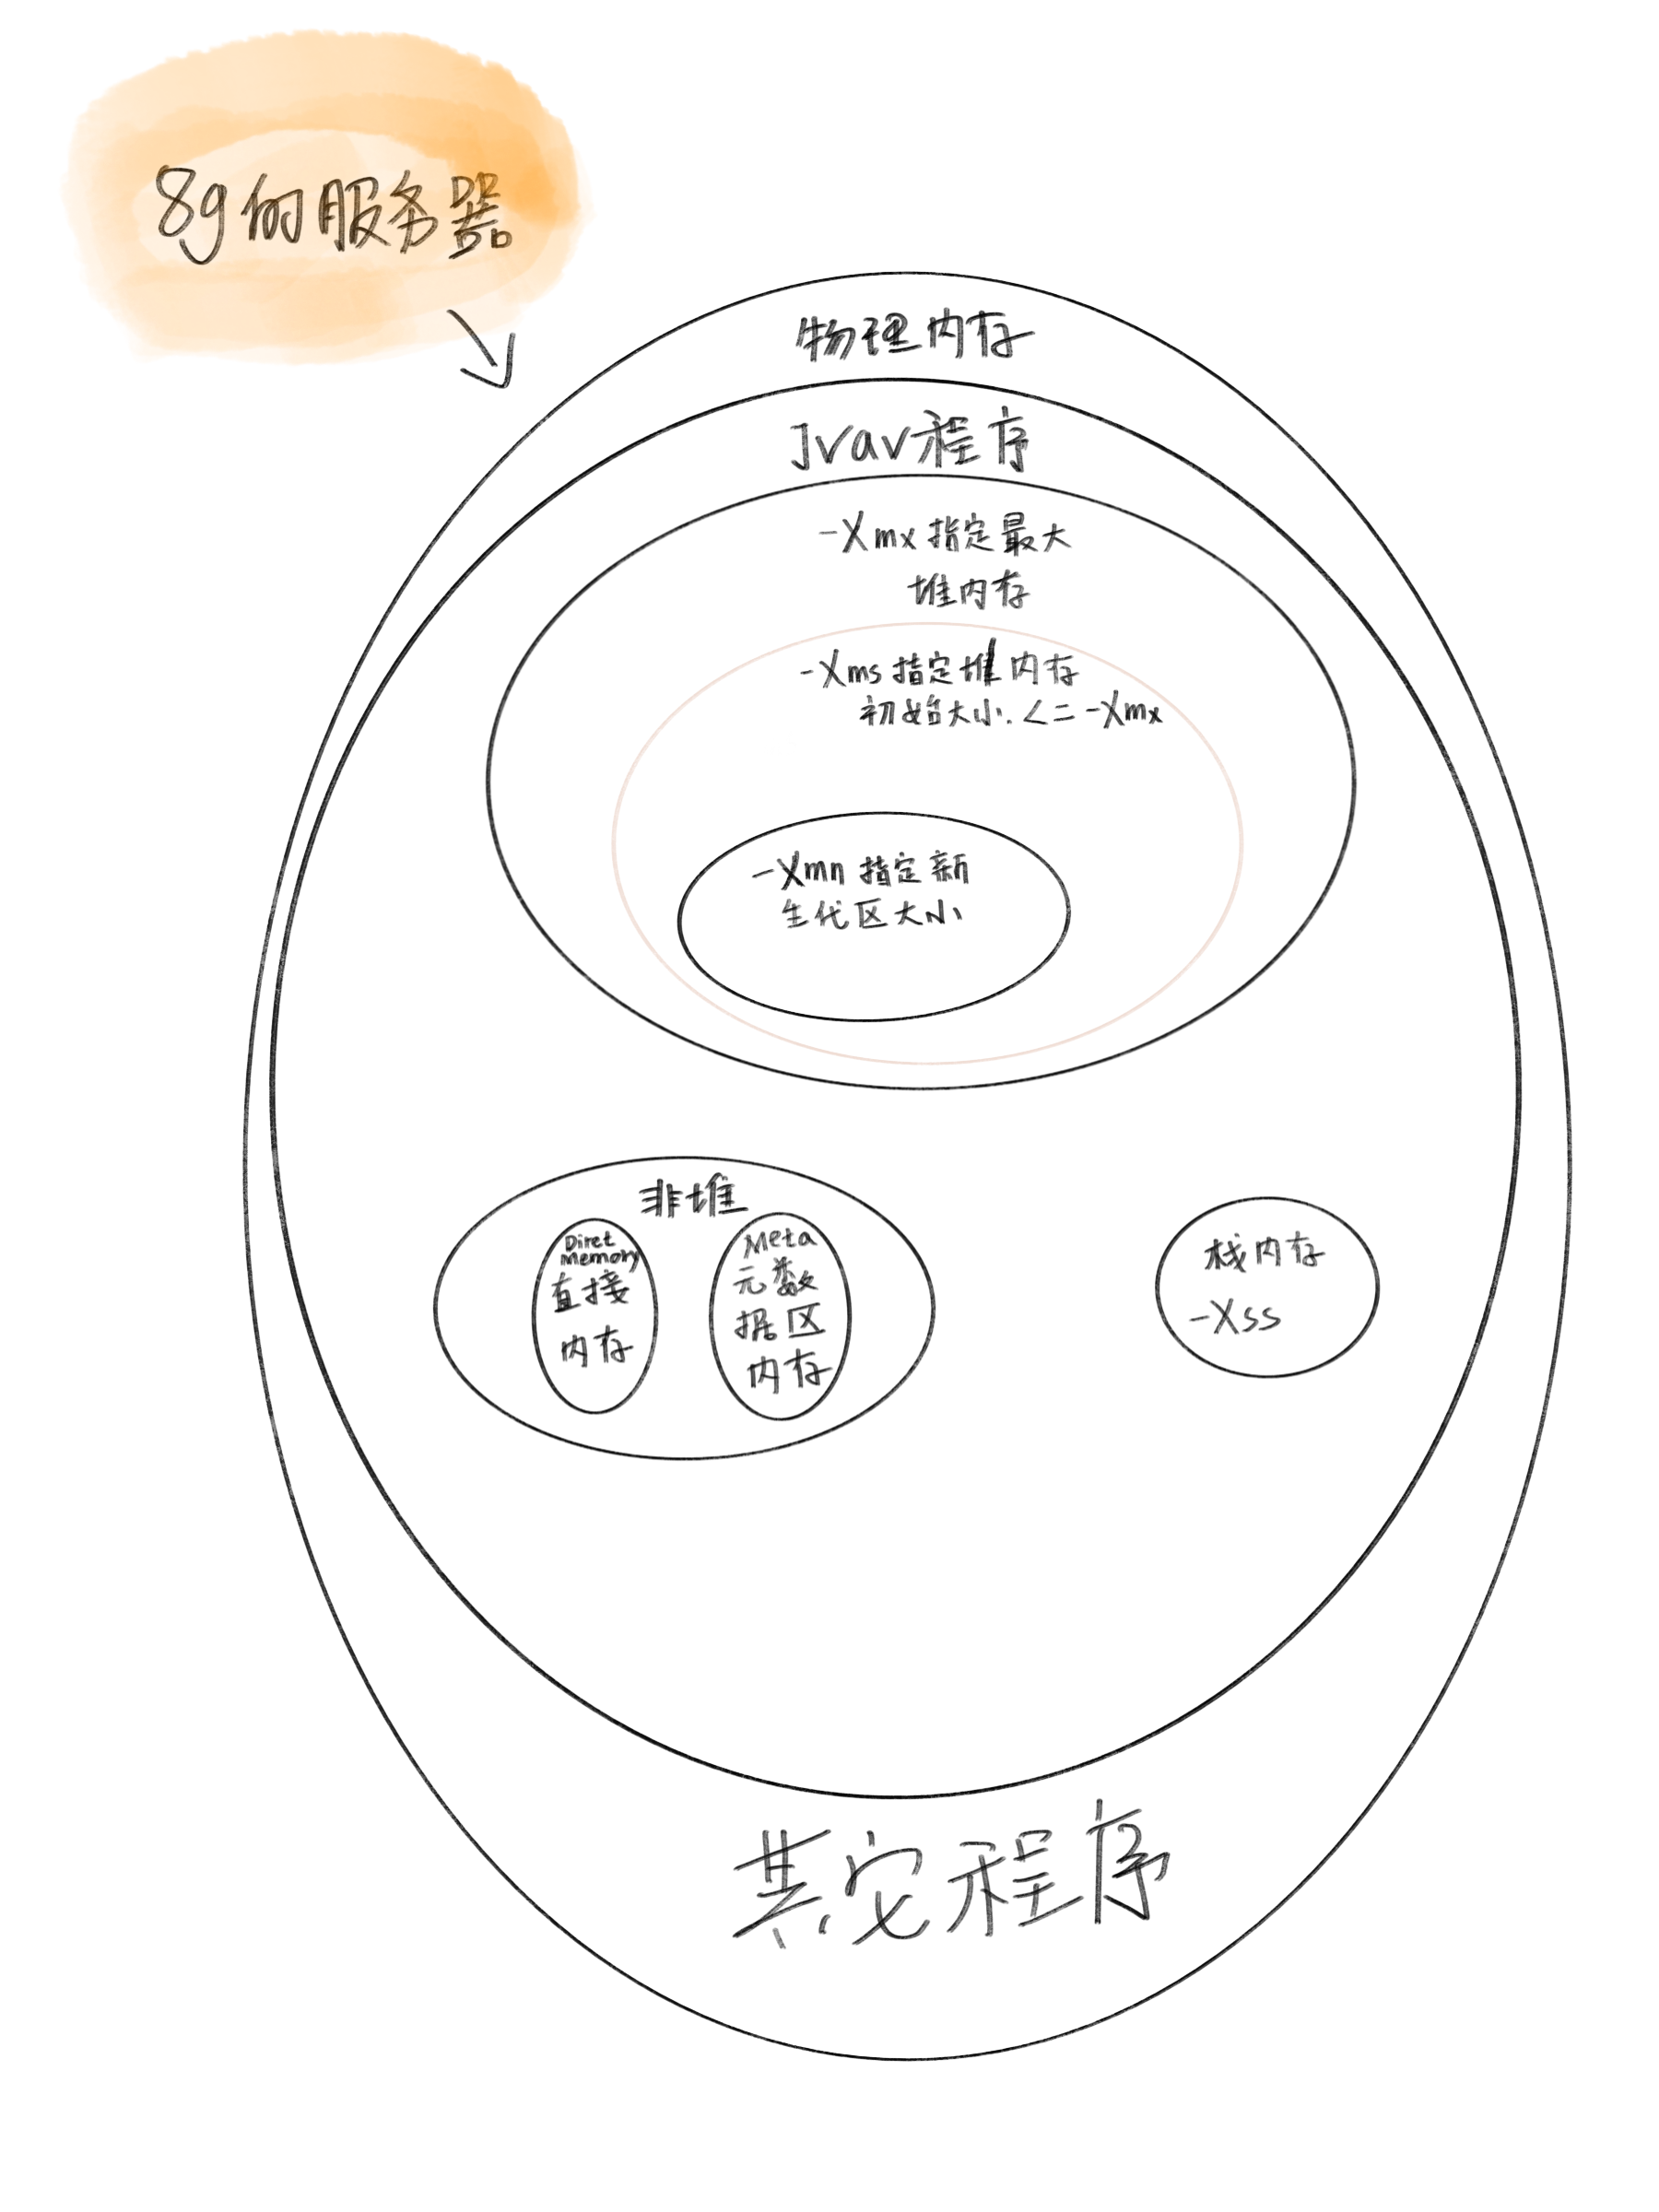 8g的服务器
物理内存
Jvav程序
-Xmx 指定最大
堆内存
-Xms 指定堆内存
初始大小. <= -Xmx
-Xmn 指定新
生代区大小
非堆
Diret
Memory
直接
内存
Meta
元数
据区
内存
栈内存
-Xss
其它程序